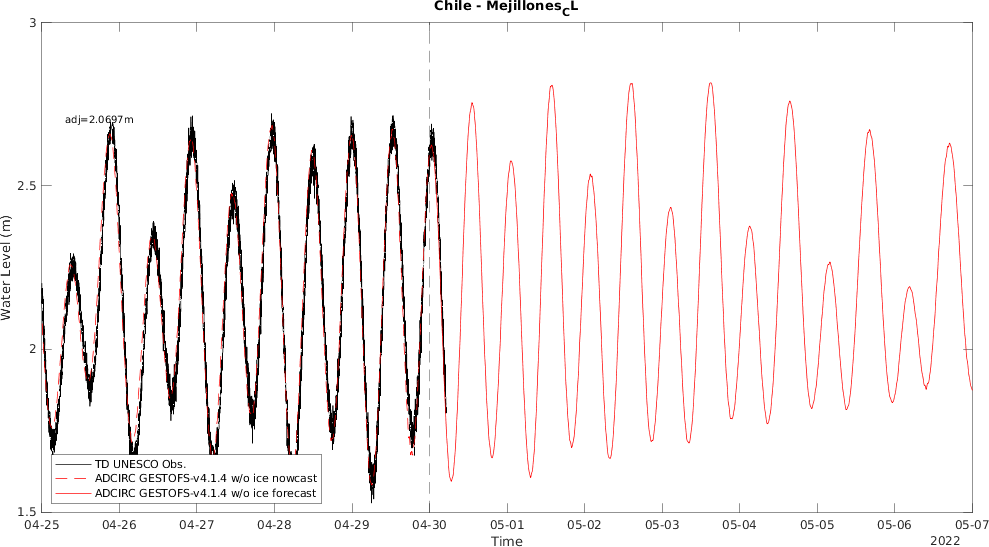 Chile - Mejillones_CL
3
adj=2.0697m
2.5
Water Level (m)
2
TD UNESCO Obs.
ADCIRC GESTOFS-v4.1.4 w/o ice nowcast
ADCIRC GESTOFS-v4.1.4 w/o ice forecast
1.5
04-25 04-26 04-27 04-28 04-29 04-30 05-01 05-02 05-03 05-04 05-05 05-06 05-07
Time
2022